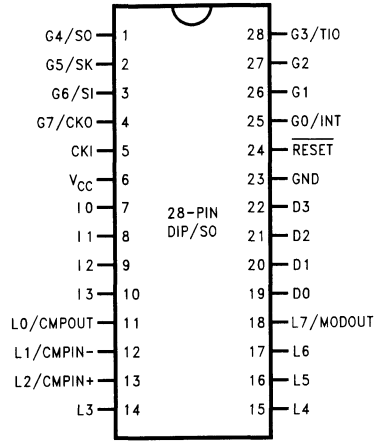 G4/SO 1 28 G3/TIO
G5/SK 2 27 G2
G6/SI 3 26 G1
G7/CKO 4 25 G0/INT
CKI 5 24 RESET
VCC 6 23 GND
I0 7 22 D3
I1 8 21 D2
I2 9 20 D1
I3 10 19 D0
L0/CMPOUT 11 18 L7/MODOUT
L1/CMPIN- 12 17 L6
L2/CMPIN+ 13 16 L5
L3 14 15 L4
28-PIN
DIP/SO